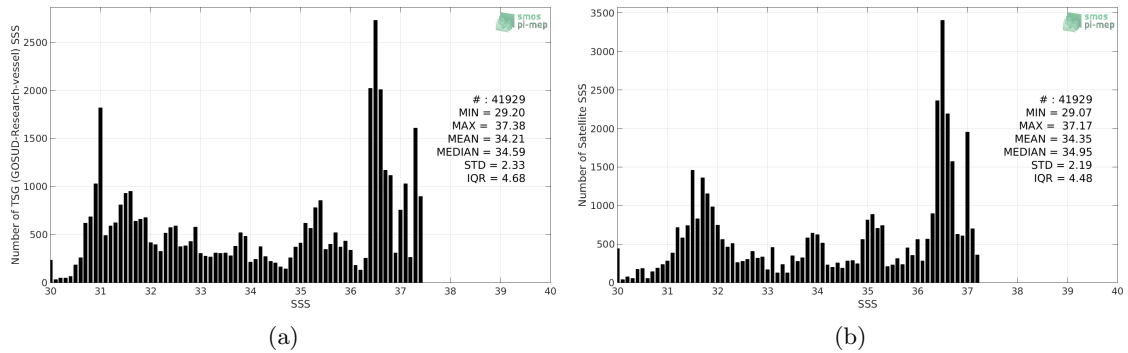 Number of TSG (GOSUD-Research-vessel) SSS
2500
2000
1500
1000
500
0
30 31 32 33 34 35 36 37 38 39 40
SSS
smos
pi-mep
# : 41929
MIN = 29.20
MAX = 37.38
MEAN = 34.21
MEDIAN = 34.59
STD = 2.33
IQR = 4.68
(a)
Number of Satellite SSS
3500
3000
2500
2000
1500
1000
500
0
30 31 32 33 34 35 36 37 38 39 40
SSS
smos
pi-mep
# : 41929
MIN = 29.07
MAX = 37.17
MEAN = 34.35
MEDIAN = 34.95
STD = 2.19
IQR = 4.48
(b)